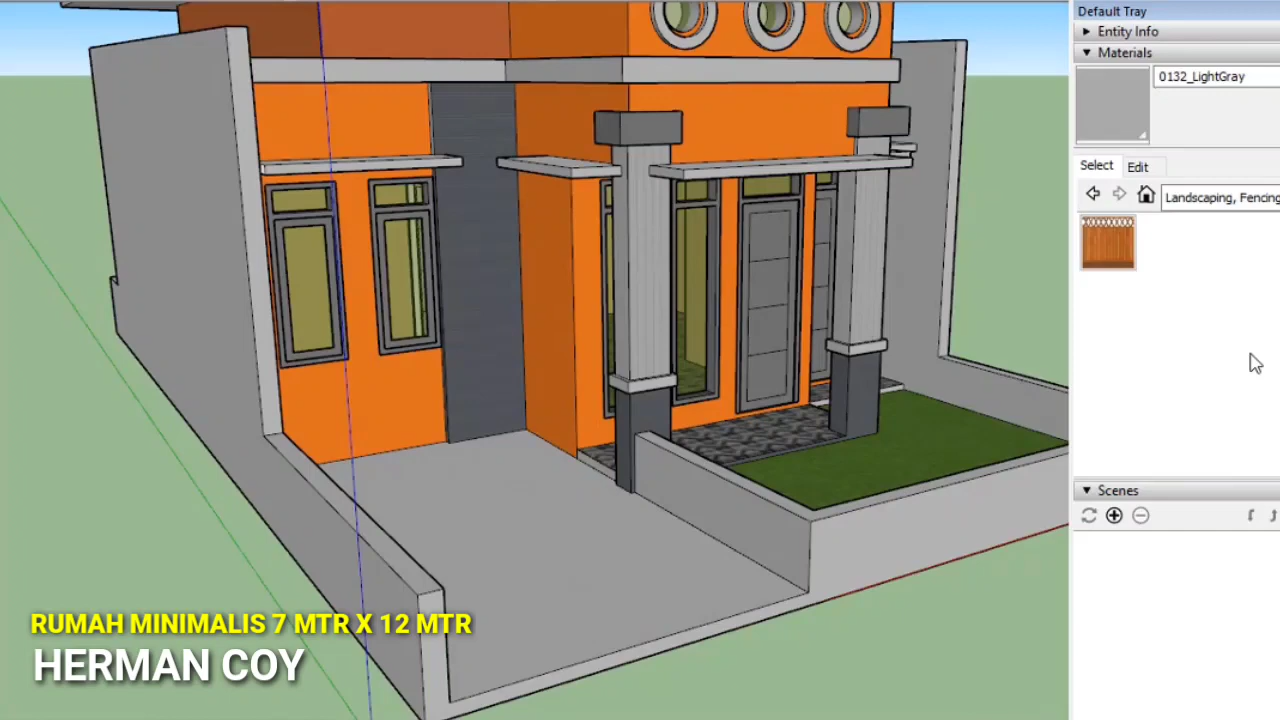 Default Tray
Entity Info
Materials
0132_LightGray
Select
Edit
Landscaping, Fencing
Scenes
RUMAH MINIMALIS 7 MTR X 12 MTR
HERMAN COY